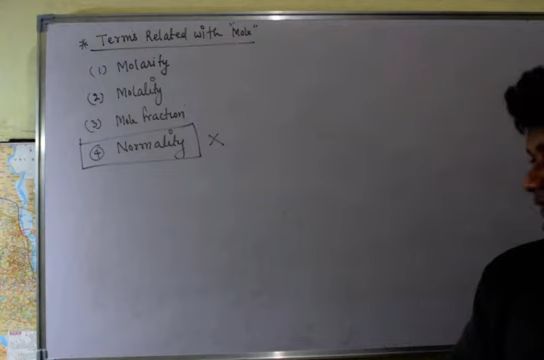 * Terms Related with "Mole"
(1) Molarity
(2) Molality
(3) Mole fraction
④ Normality ×